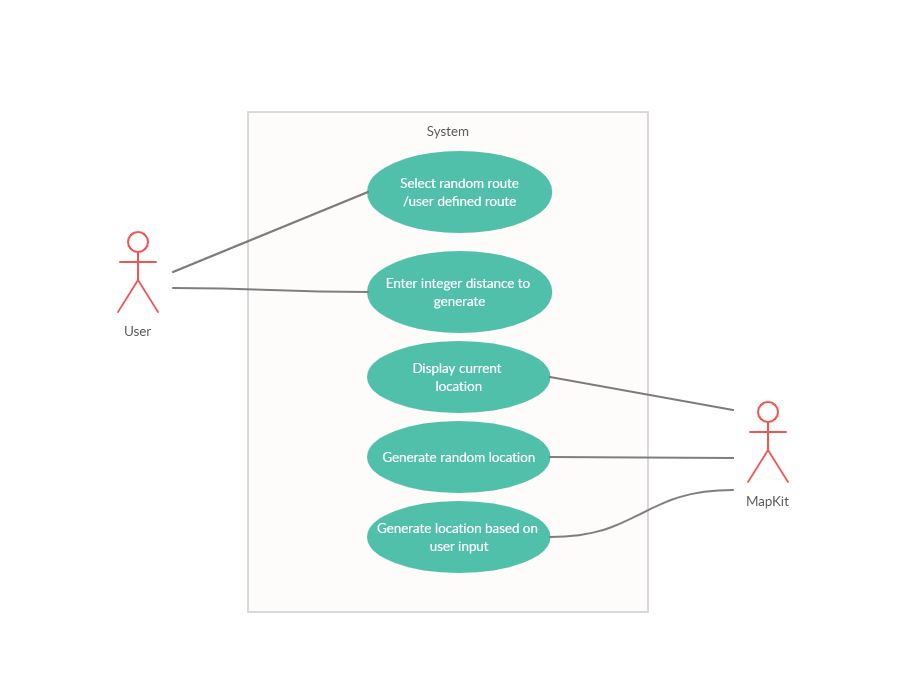 System
Select random route
/user defined route
Enter integer distance to
generate
User
Display current
location
Generate random location
MapKit
Generate location based on
user input